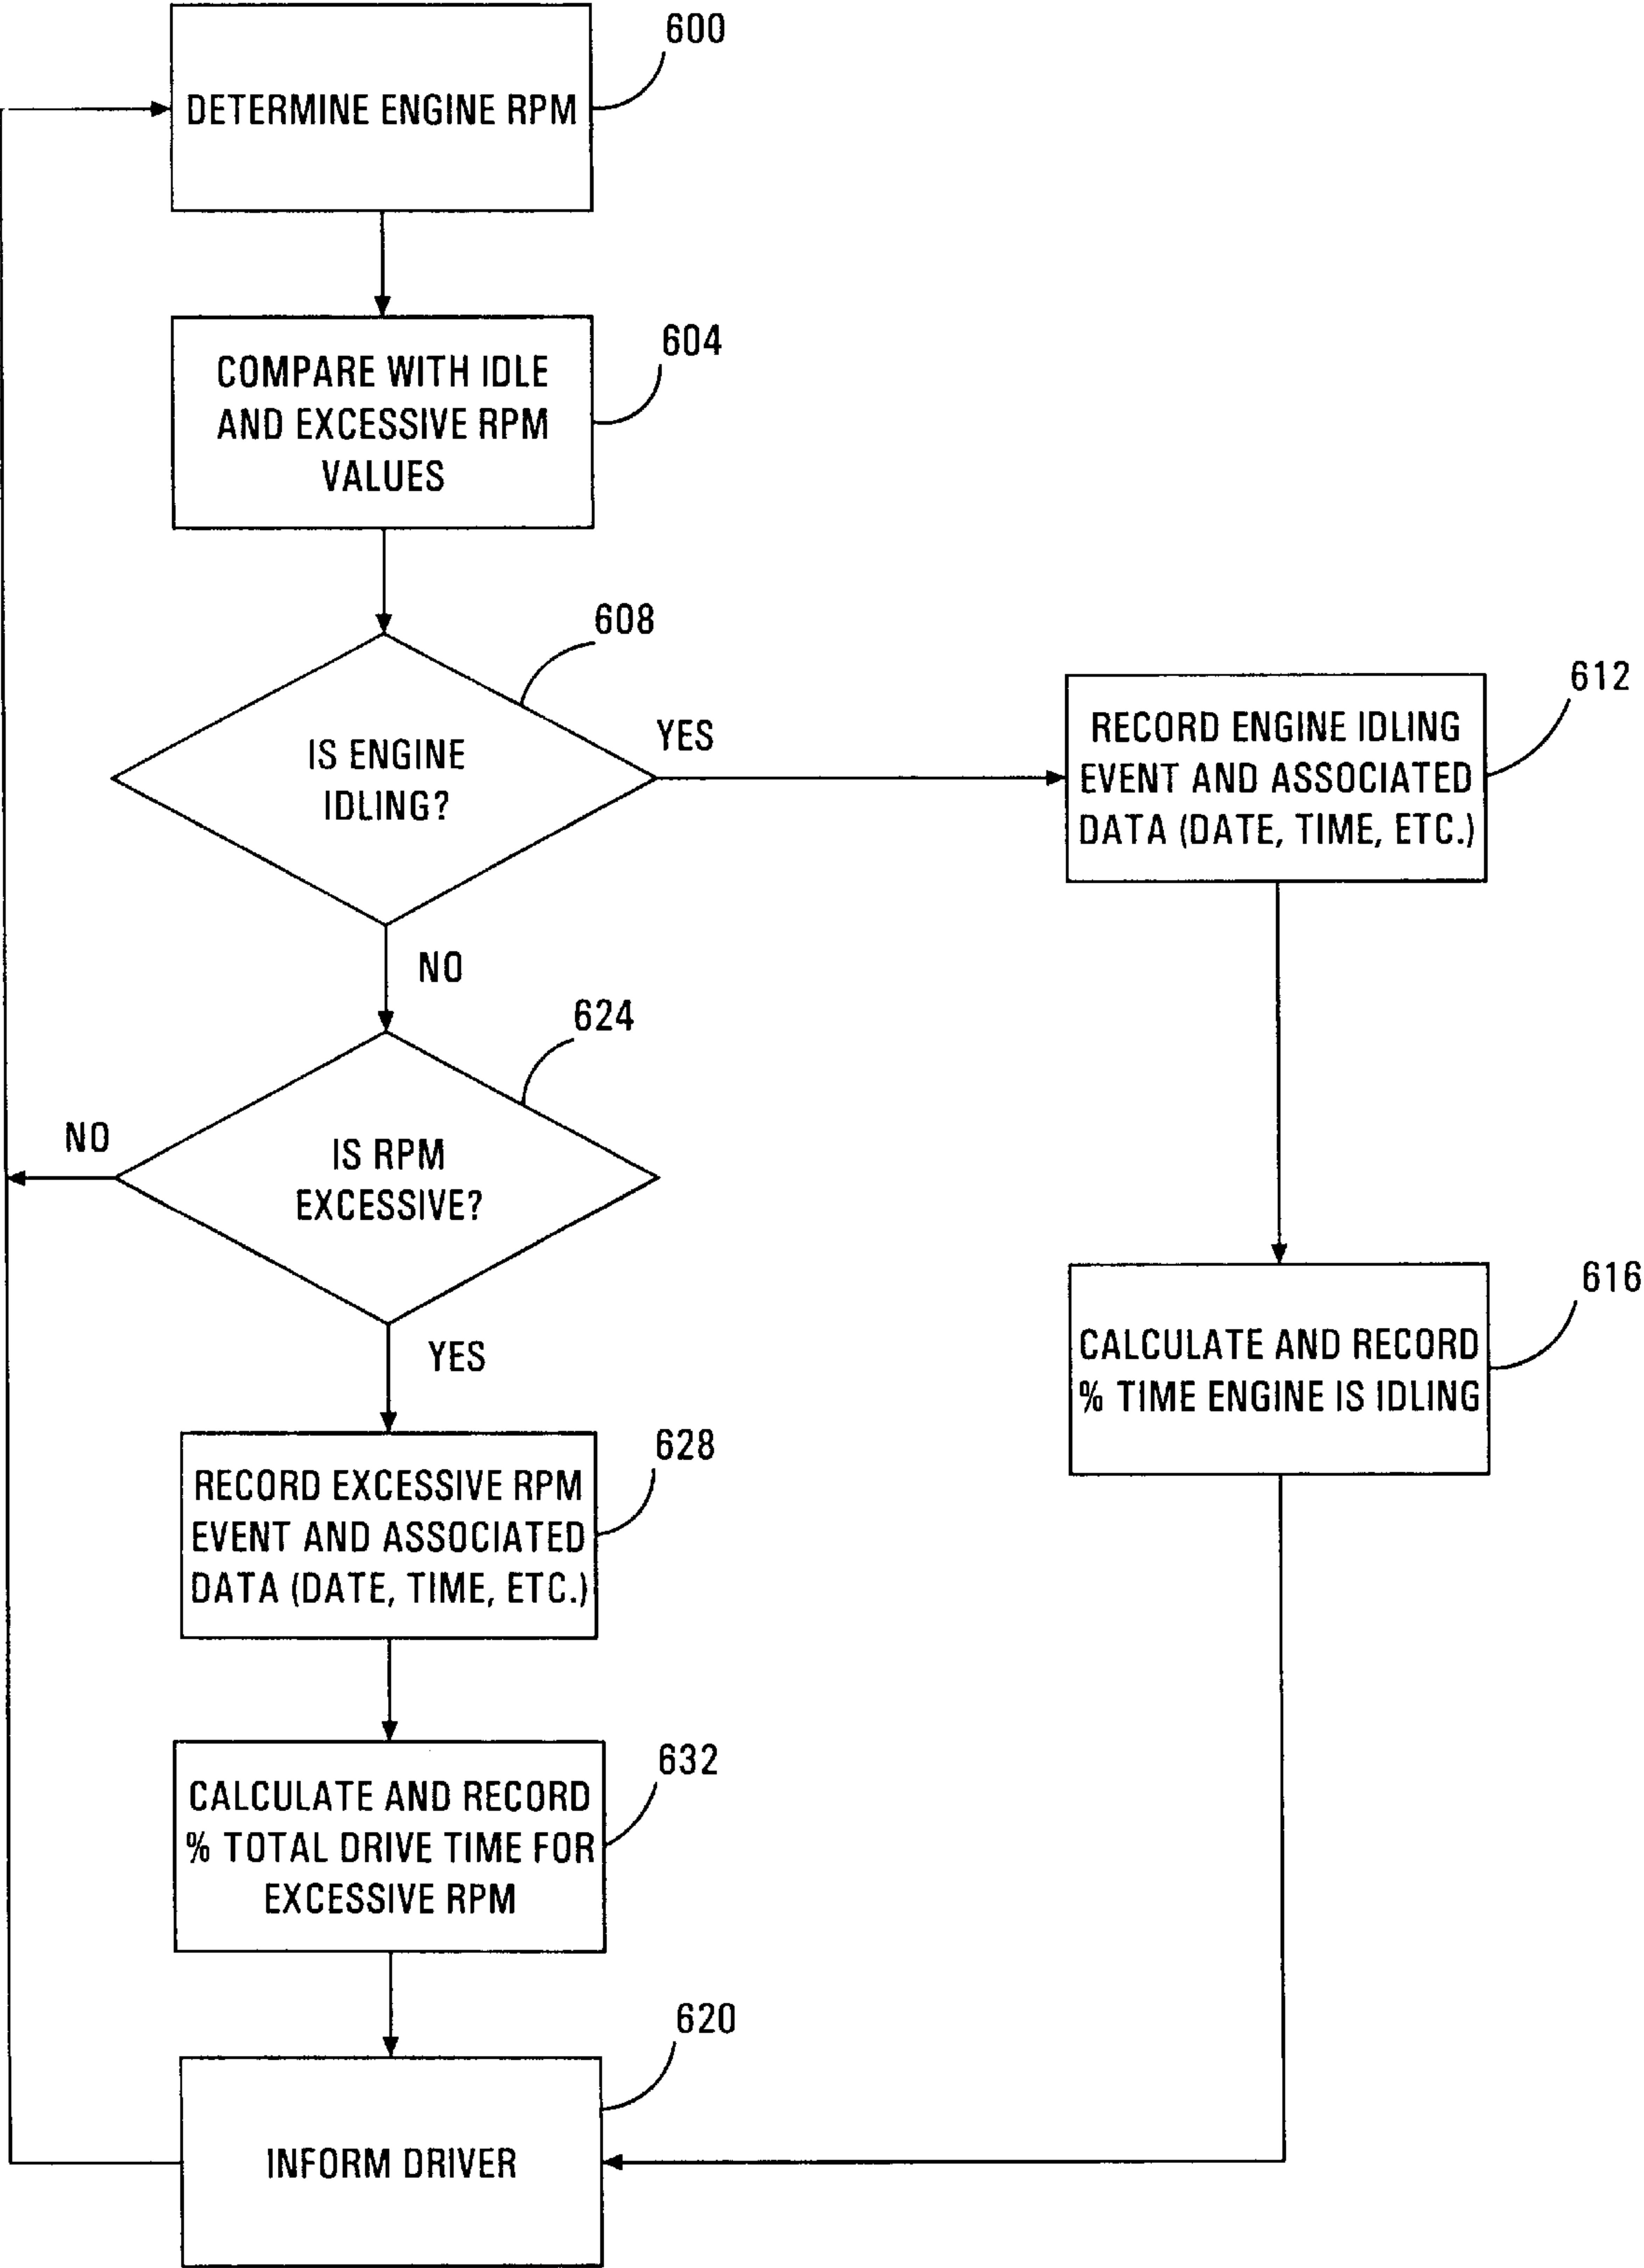 600
DETERMINE ENGINE RPM
604
COMPARE WITH IDLE
AND EXCESSIVE RPM
VALUES
608
IS ENGINE
IDLING?
YES
612
RECORD ENGINE IDLING
EVENT AND ASSOCIATED
DATA (DATE, TIME, ETC.)
NO
624
IS RPM
EXCESSIVE?
NO
YES
616
CALCULATE AND RECORD
% TIME ENGINE IS IDLING
628
RECORD EXCESSIVE RPM
EVENT AND ASSOCIATED
DATA (DATE, TIME, ETC.)
632
CALCULATE AND RECORD
% TOTAL DRIVE TIME FOR
EXCESSIVE RPM
620
INFORM DRIVER